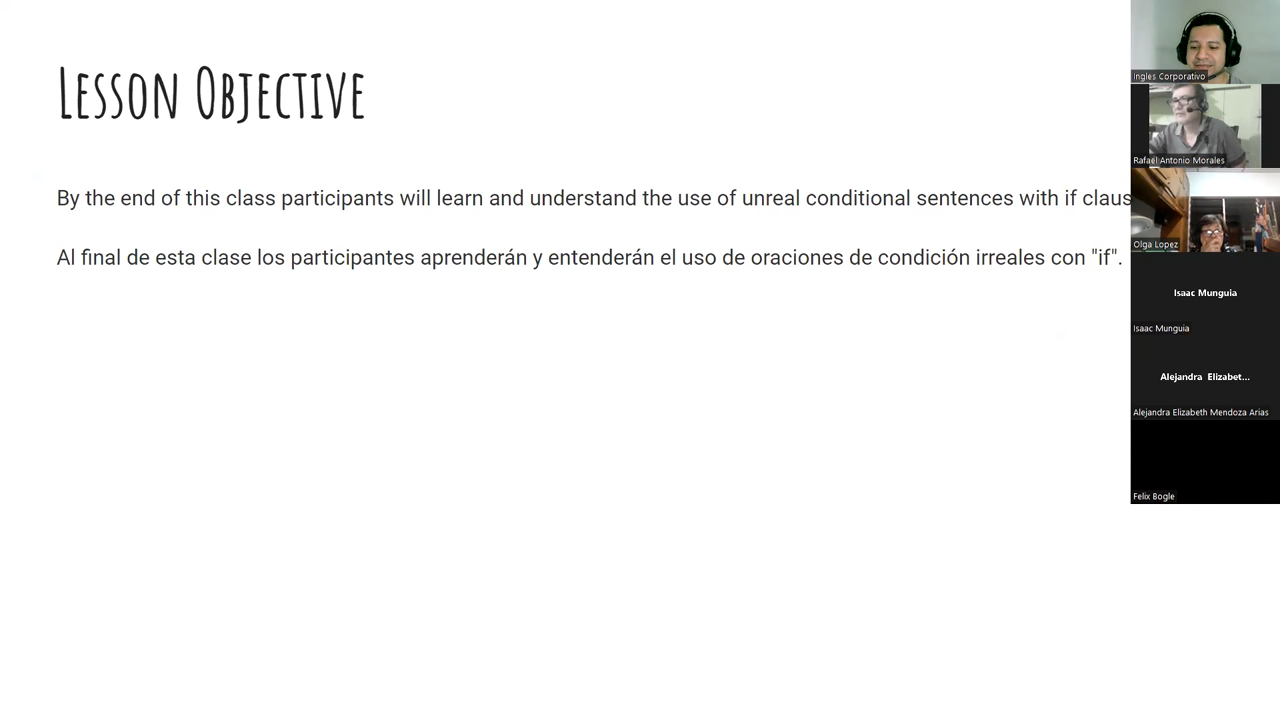 Lesson Objective
By the end of this class participants will learn and understand the use of unreal conditional sentences with if claus
Al final de esta clase los participantes aprenderán y entenderán el uso de oraciones de condición irreales con "if".
Ingles Corporativo
Rafael Antonio Morales
Olga Lopez
Isaac Munguia
Isaac Munguia
Alejandra Elizabet...
Alejandra Elizabeth Mendoza Arias
Felix Bogle